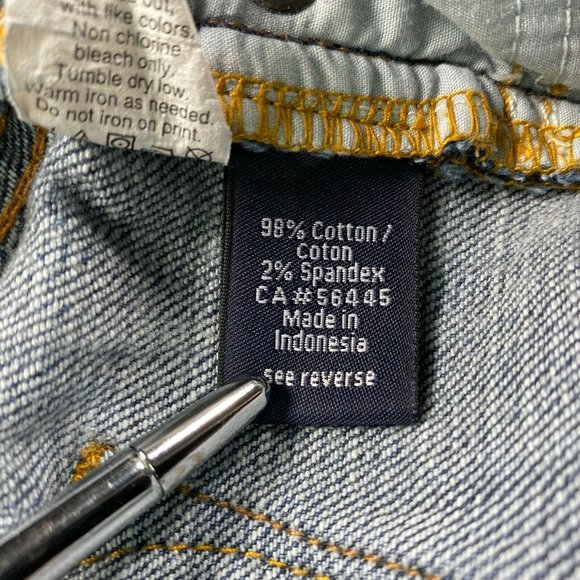 out,
with like colors.
Non chlorine
bleach only.
Tumble dry low.
Warm iron as needed.
Do not iron on print.
98% Cotton /
Coton
2% Spandex
CA#56445
Made in
Indonesia
see reverse